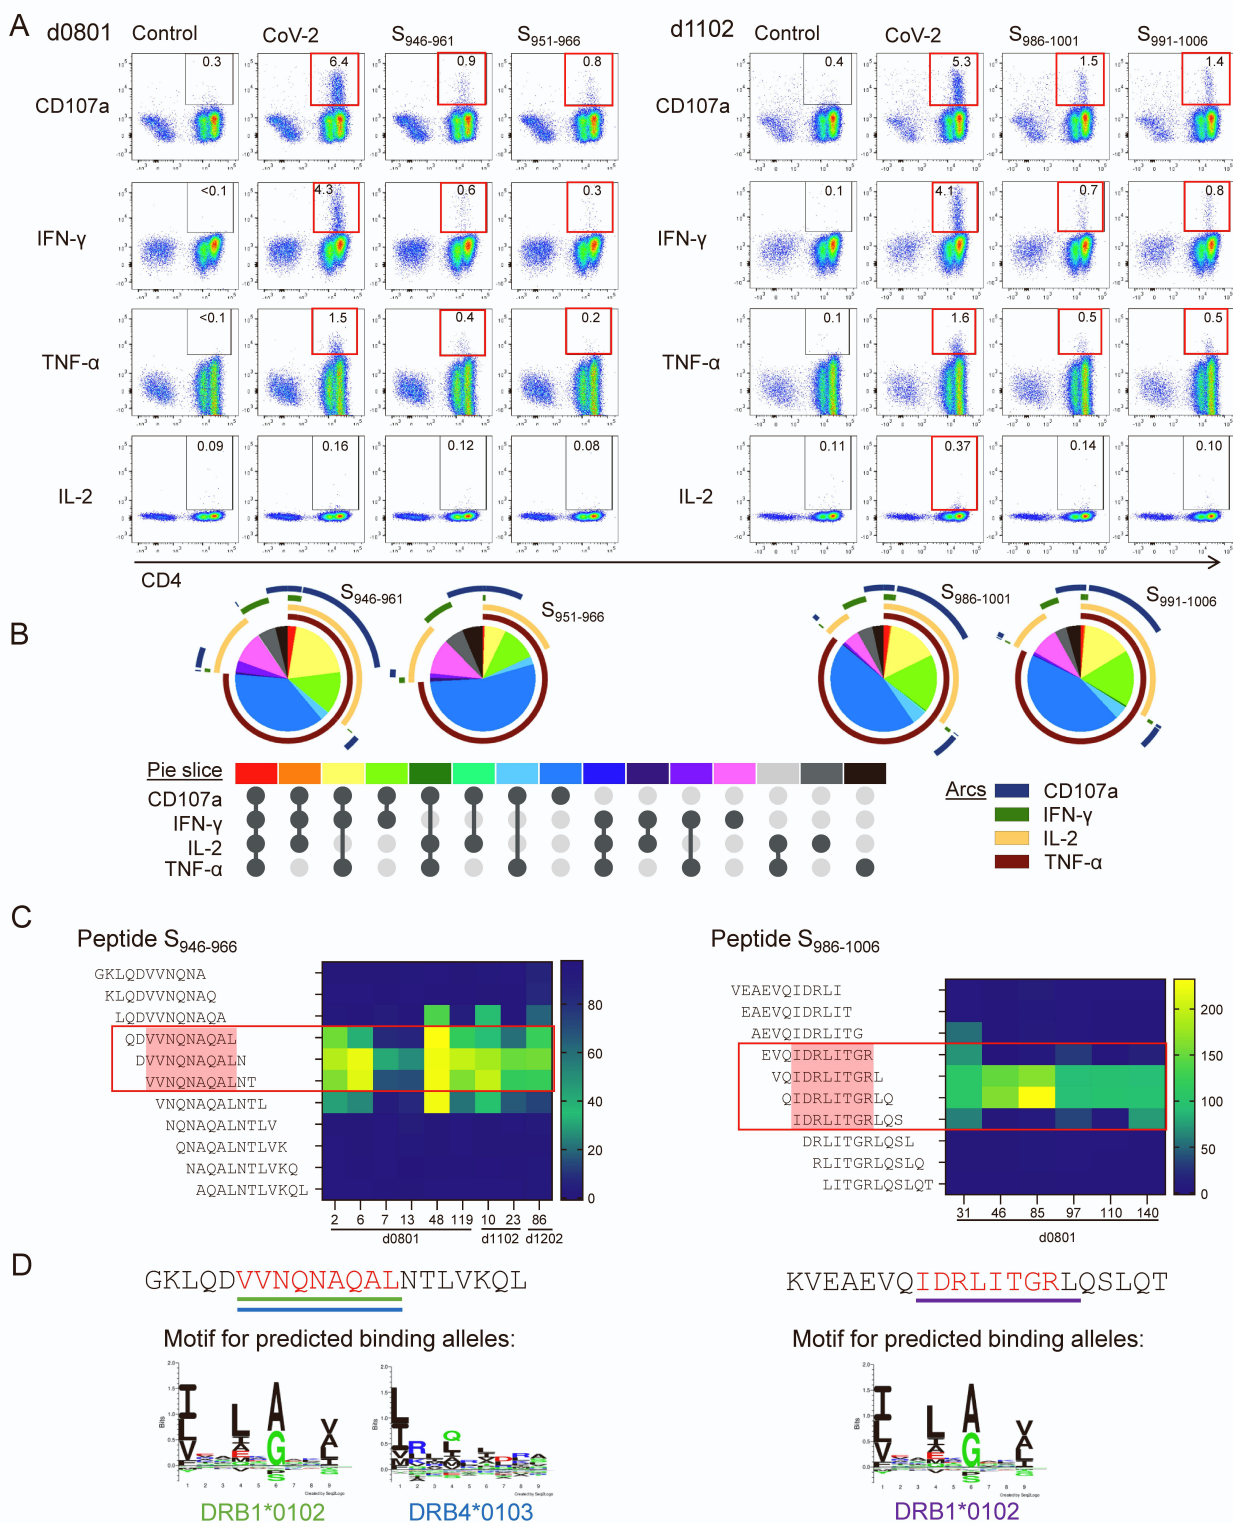 A
d0801
Control
CoV-2
S946-961
S951-966
d1102
Control
CoV-2
S986-1001
S991-1006
CD107a
0.3
6.4
0.9
0.8
0.4
5.3
1.5
1.4
IFN-γ
<0.1
4.3
0.6
0.3
IFN-γ
0.1
4.1
0.7
0.8
TNF-α
<0.1
1.5
0.4
0.2
TNF-α
0.1
1.6
0.5
0.5
IL-2
0.09
0.16
0.12
0.08
IL-2
0.11
0.37
0.14
0.10
CD4
B
S946-961
S951-966
S986-1001
S991-1006
Pie slice
CD107a
IFN-γ
IL-2
TNF-α
Arcs
CD107a
IFN-γ
IL-2
TNF-α
C
Peptide S946-966
GKLQDVVNQNA
KLQDVVNQNAQ
LQDVVNQNAQA
QDVVNQNAQAL
DVVNQNAQALN
VVNQNAQALNT
VNQNAQALNTL
NQNAQALNTLV
QNAQALNTLVK
NAQALNTLVKQ
AQALNTLVKQL
80
60
40
20
0
2 6 7 13 48 119 10 23 86
d0801 d1102 d1202
Peptide S986-1006
VEAEVQIDRLI
EAEVQIDRLIT
AEVQIDRLITG
EVQIDRLITGR
VQIDRLITGRL
QIDRLITGRLQ
IDRLITGRLQS
DRLITGRLQSL
RLITGRLQSLQ
LITGRLQSLQT
200
150
100
50
0
31 46 85 97 110 140
d0801
D
GKLQDVVNQNAQALNTLVKQL
Motif for predicted binding alleles:
DRB1*0102
DRB4*0103
KVEAEVQIDRLITGRLQSLQT
Motif for predicted binding alleles:
DRB1*0102